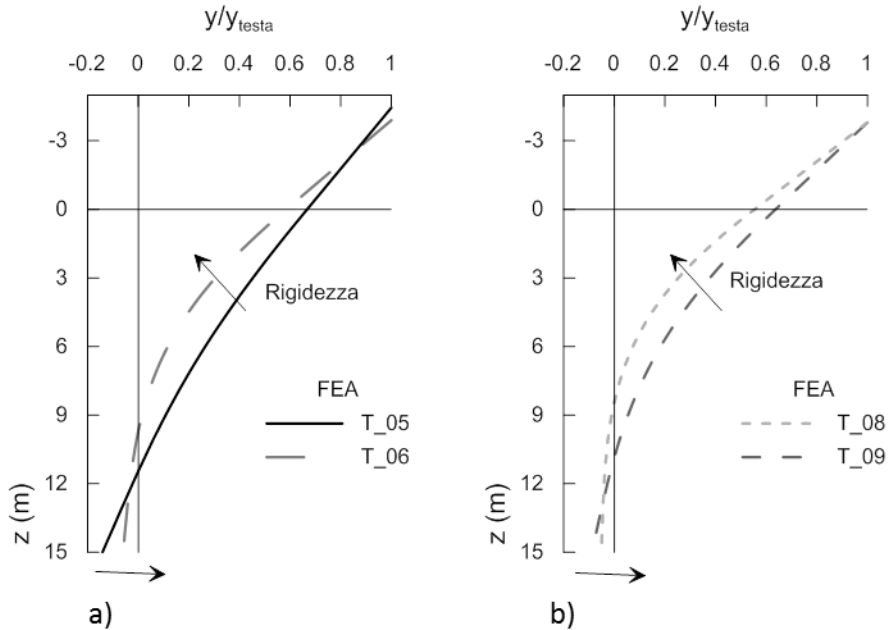 y/ytesta
-0.2 0 0.2 0.4 0.6 0.8 1
-3
0
3
6
9
12
15
z (m)
Rigidezza
FEA
T_05
T_06
a)
y/ytesta
-0.2 0 0.2 0.4 0.6 0.8 1
-3
0
3
6
9
12
15
z (m)
Rigidezza
FEA
T_08
T_09
b)